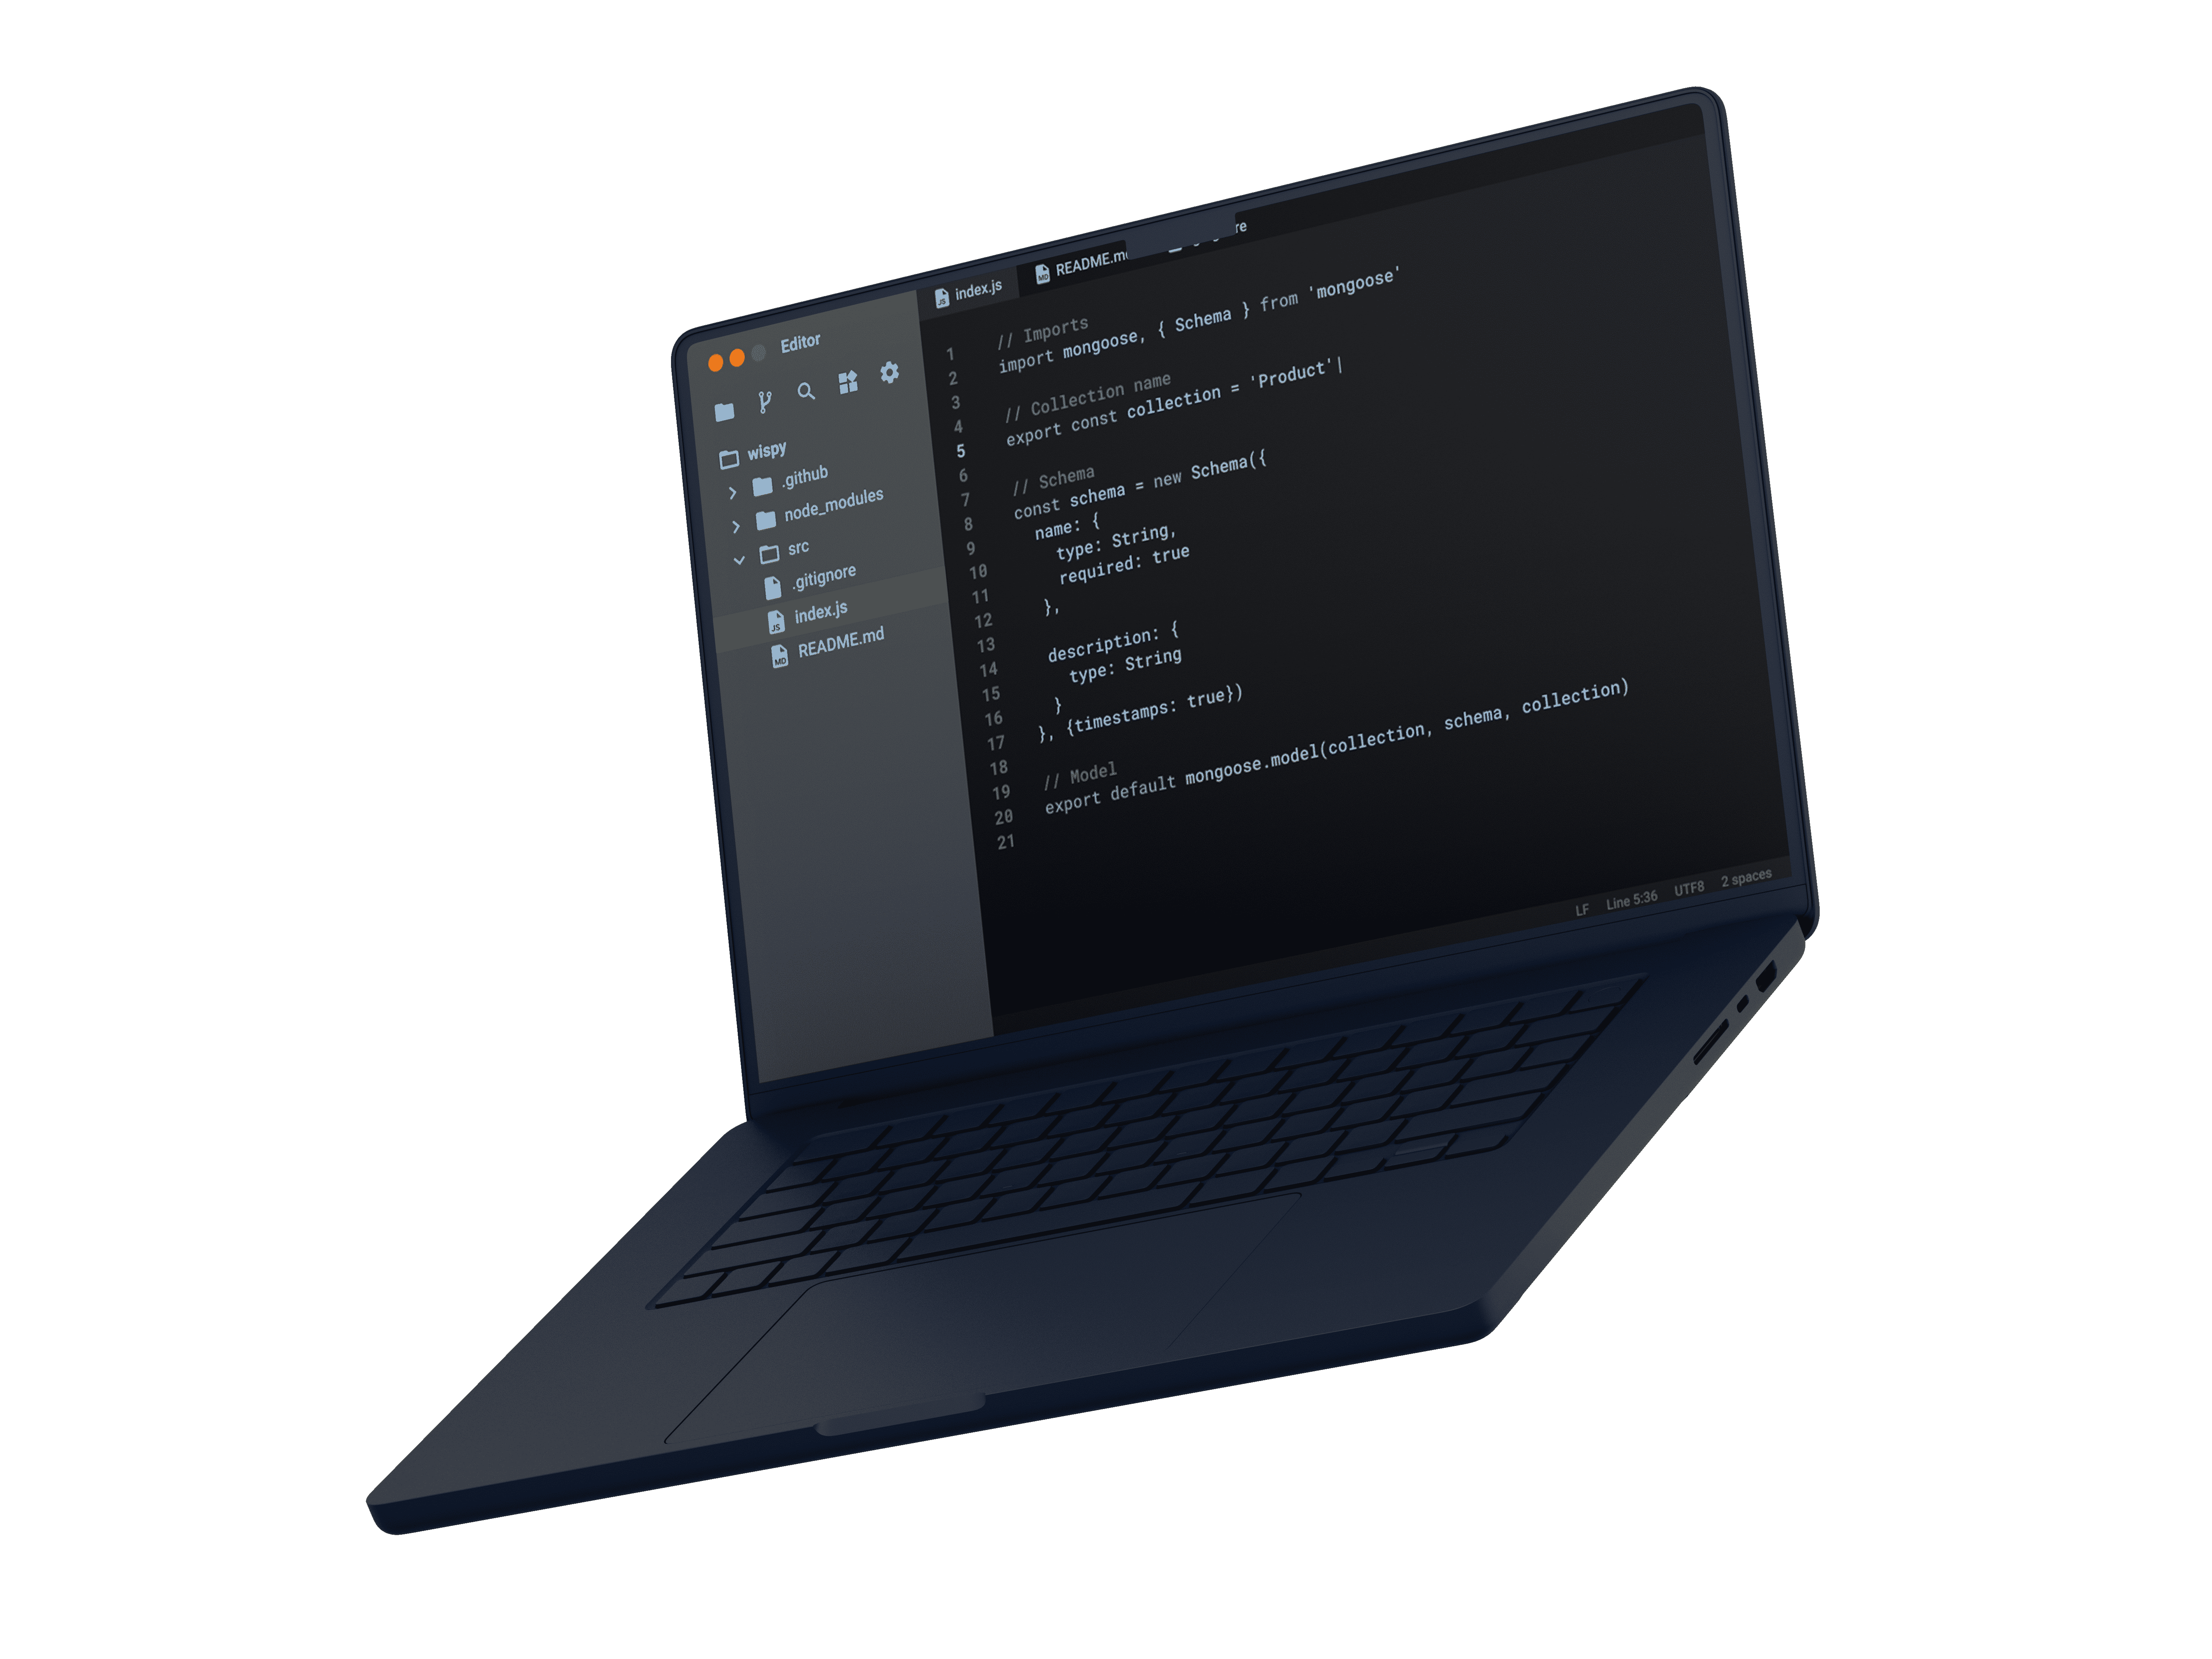 Editor
wispy
.github
node_modules
src
.gitignore
index.js
README.md
index.js
README.m
re
1 // Imports
2 import mongoose, { Schema } from 'mongoose'
3
4 // Collection name
5 export const collection = 'Product'|
6
7 // Schema
8 const schema = new Schema({
9 name: {
10 type: String,
11 required: true
12 },
13
14 description: {
15 type: String
16 }
17 }, {timestamps: true})
18
19 // Model
20 export default mongoose.model(collection, schema, collection)
21
LF Line 5:36 UTF8 2 spaces